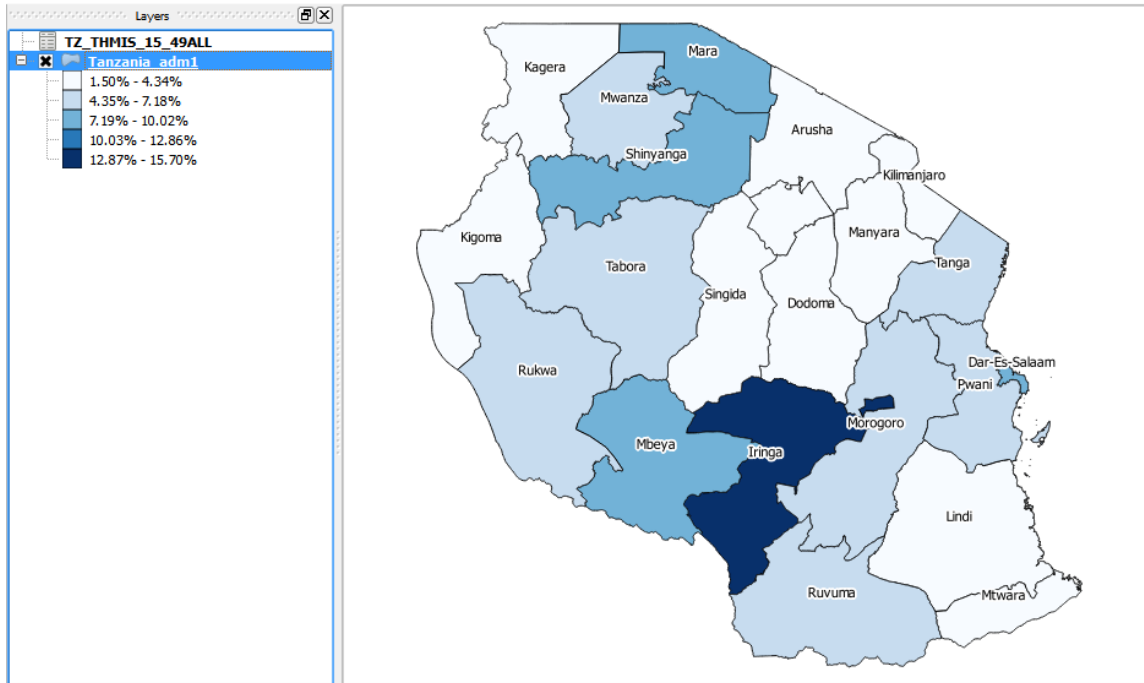 Layers
TZ_THMIS_15_49ALL
Tanzania_adm1
1.50% - 4.34%
4.35% - 7.18%
7.19% - 10.02%
10.03% - 12.86%
12.87% - 15.70%
Mara
Kagera
Mwanza
Arusha
Shinyanga
Kilimanjaro
Kigoma
Manyara
Tabora
Tanga
Singida
Dodoma
Dar-Es-Salaam
Rukwa
Pwani
Morogoro
Mbeya
Iringa
Lindi
Ruvuma
Mtwara